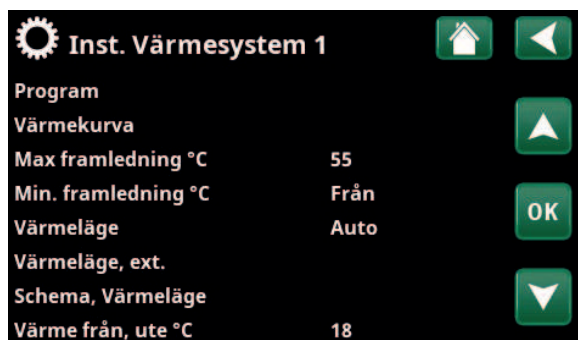 Inst. Värmesystem 1
Program
Värmekurva
Max framledning °C 55
Min. framledning °C Från
Värmeläge Auto
OK
Värmeläge, ext.
Schema, Värmeläge
Värme från, ute °C 18